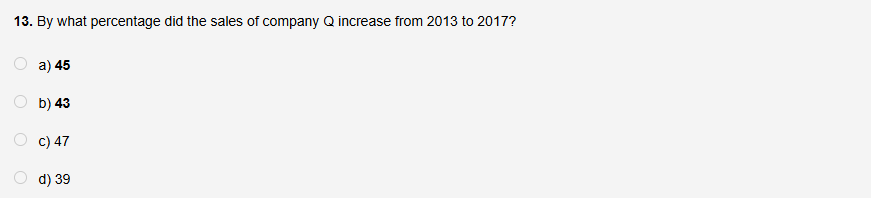 13. By what percentage did the sales of company Q increase from 2013 to 2017?
a) 45
b) 43
c) 47
d) 39